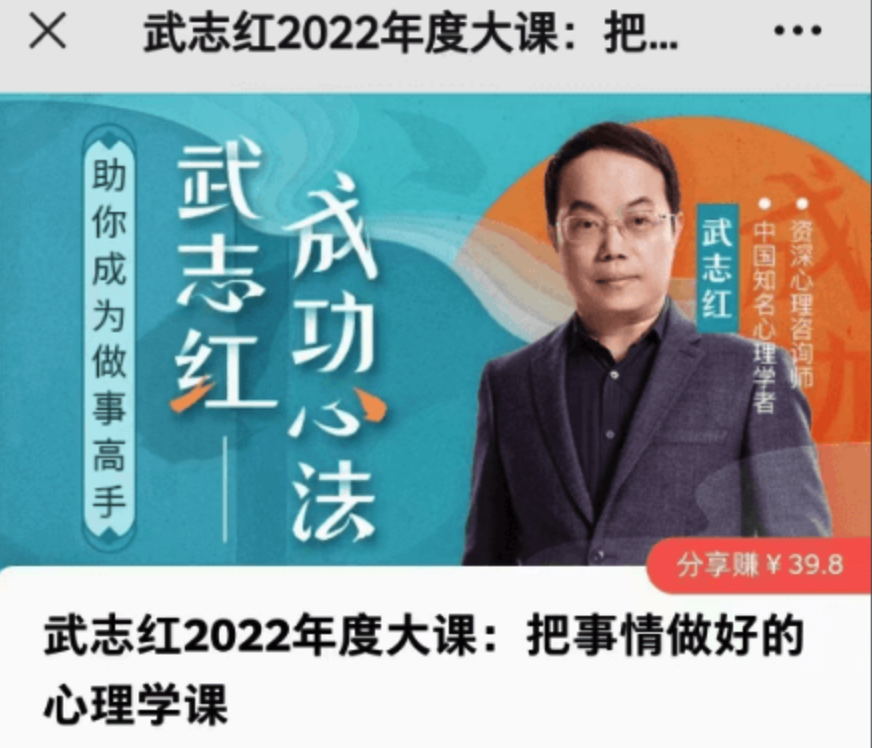 武志红2022年度大课：把...
助你成为做事高手
武志红
成功心法
武志红
中国知名心理学者
资深心理咨询师
成功
分享赚￥39.8
武志红2022年度大课：把事情做好的
心理学课